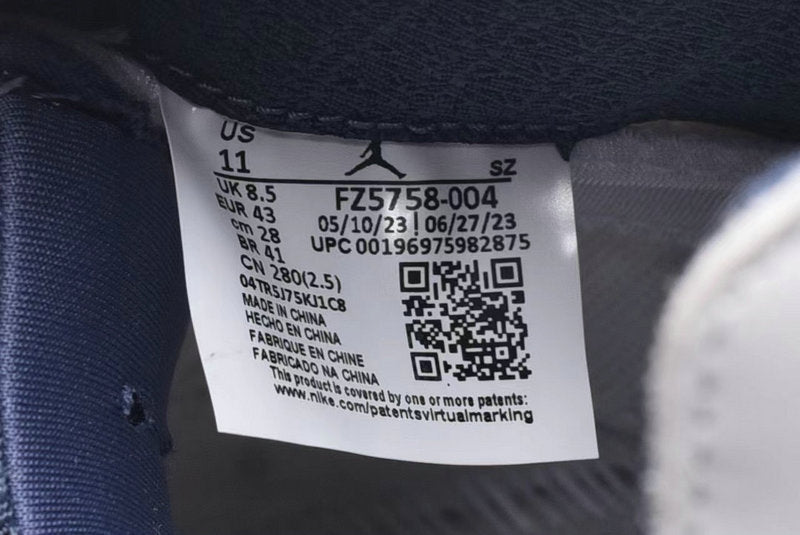 US
11
SZ
UK 8.5
EUR 43
cm 28
BR 41
CN 280(2.5)
04TR5J75KJ1C8
MADE IN CHINA
HECHO EN CHINA
FABRIQUE EN CHINE
FABRICADO NA CHINA
FZ5758-004
05/10/23 | 06/27/23
UPC 00196975982875
This product is covered by one or more patents:
www.nike.com/patentsvirtualmarking